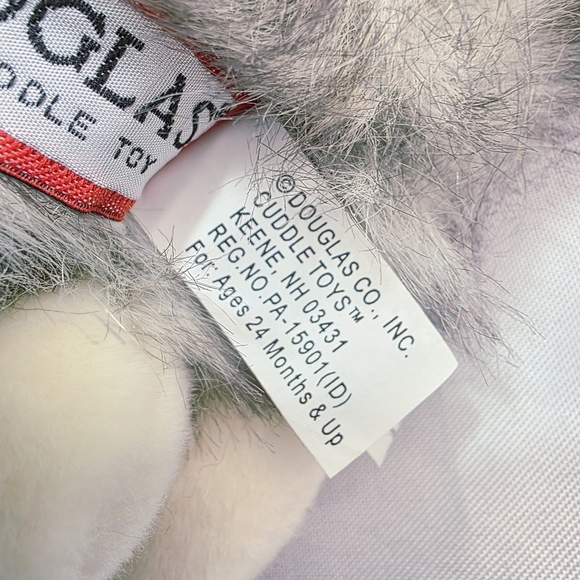 OUGLAS
CUDDLE TOY
© DOUGLAS CO., INC.
CUDDLE TOYS™
KEENE, NH 03431
REG NO. PA-15901(ID)
For: Ages 24 Months & Up